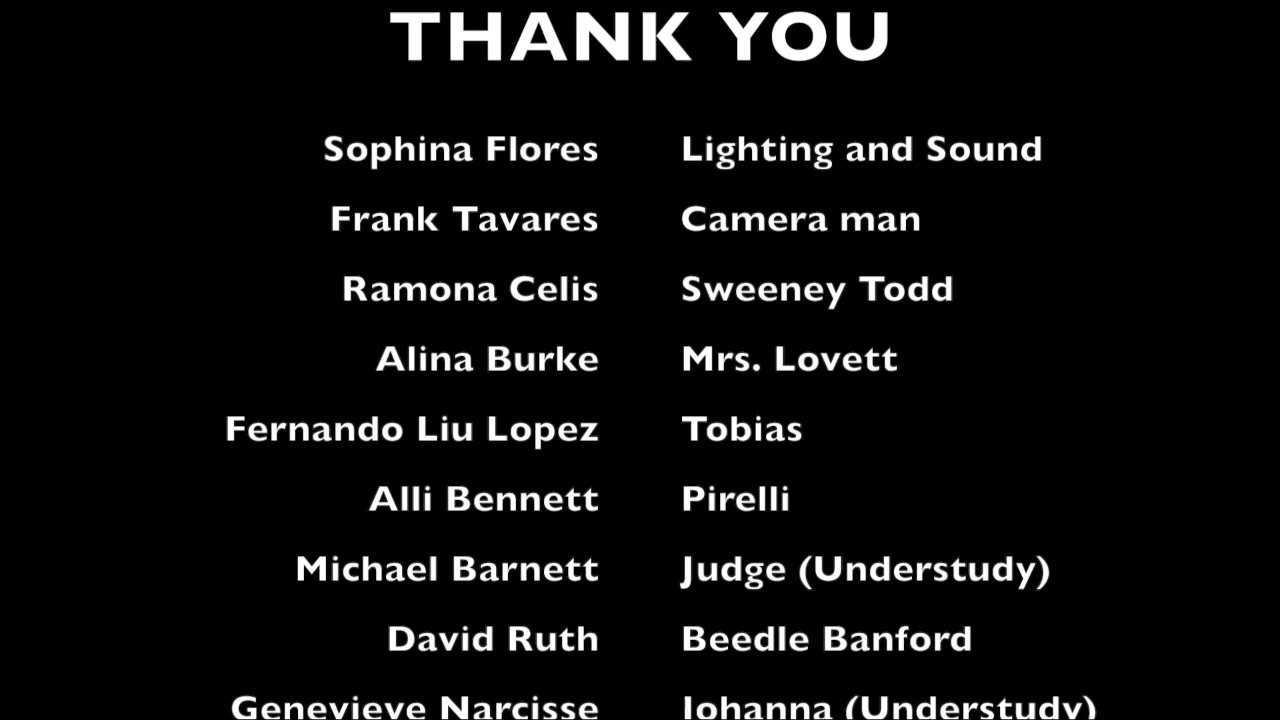 THANK YOU
Sophina Flores Lighting and Sound
Frank Tavares Camera man
Ramona Celis Sweeney Todd
Alina Burke Mrs. Lovett
Fernando Liu Lopez Tobias
Alli Bennett Pirelli
Michael Barnett Judge (Understudy)
David Ruth Beedle Banford
Genevieve Narcisse Johanna (Understudy)